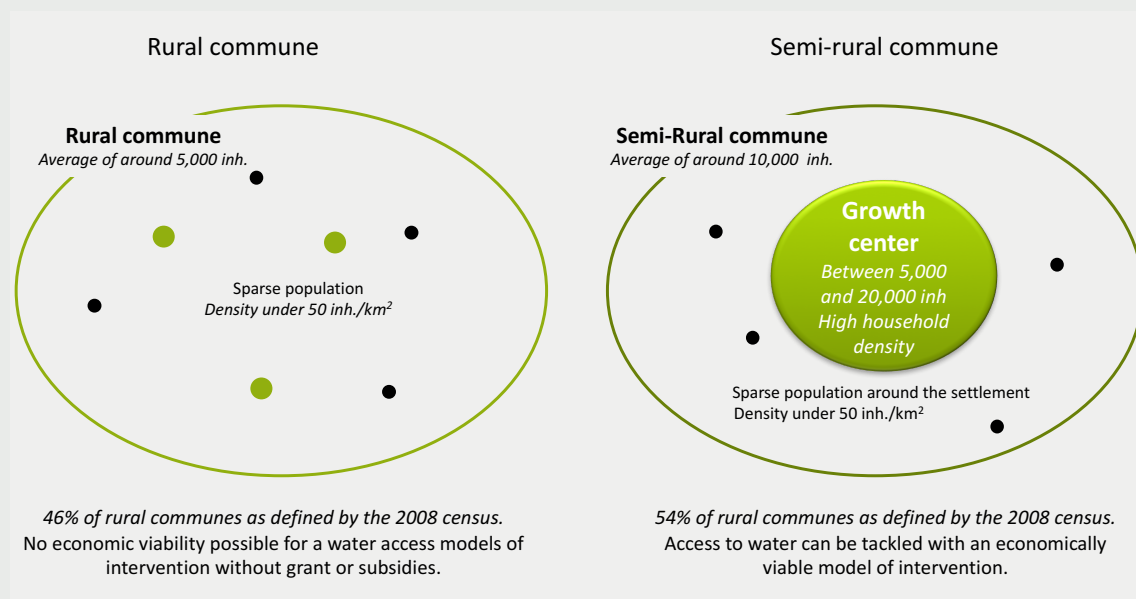 Rural commune
Rural commune
Average of around 5,000 inh.
Sparse population
Density under 50 inh./km²
46% of rural communes as defined by the 2008 census.
No economic viability possible for a water access models of
intervention without grant or subsidies.
Semi-rural commune
Semi-Rural commune
Average of around 10,000 inh.
Growth
center
Between 5,000
and 20,000 inh
High household
density
Sparse population around the settlement
Density under 50 inh./km²
54% of rural communes as defined by the 2008 census.
Access to water can be tackled with an economically
viable model of intervention.